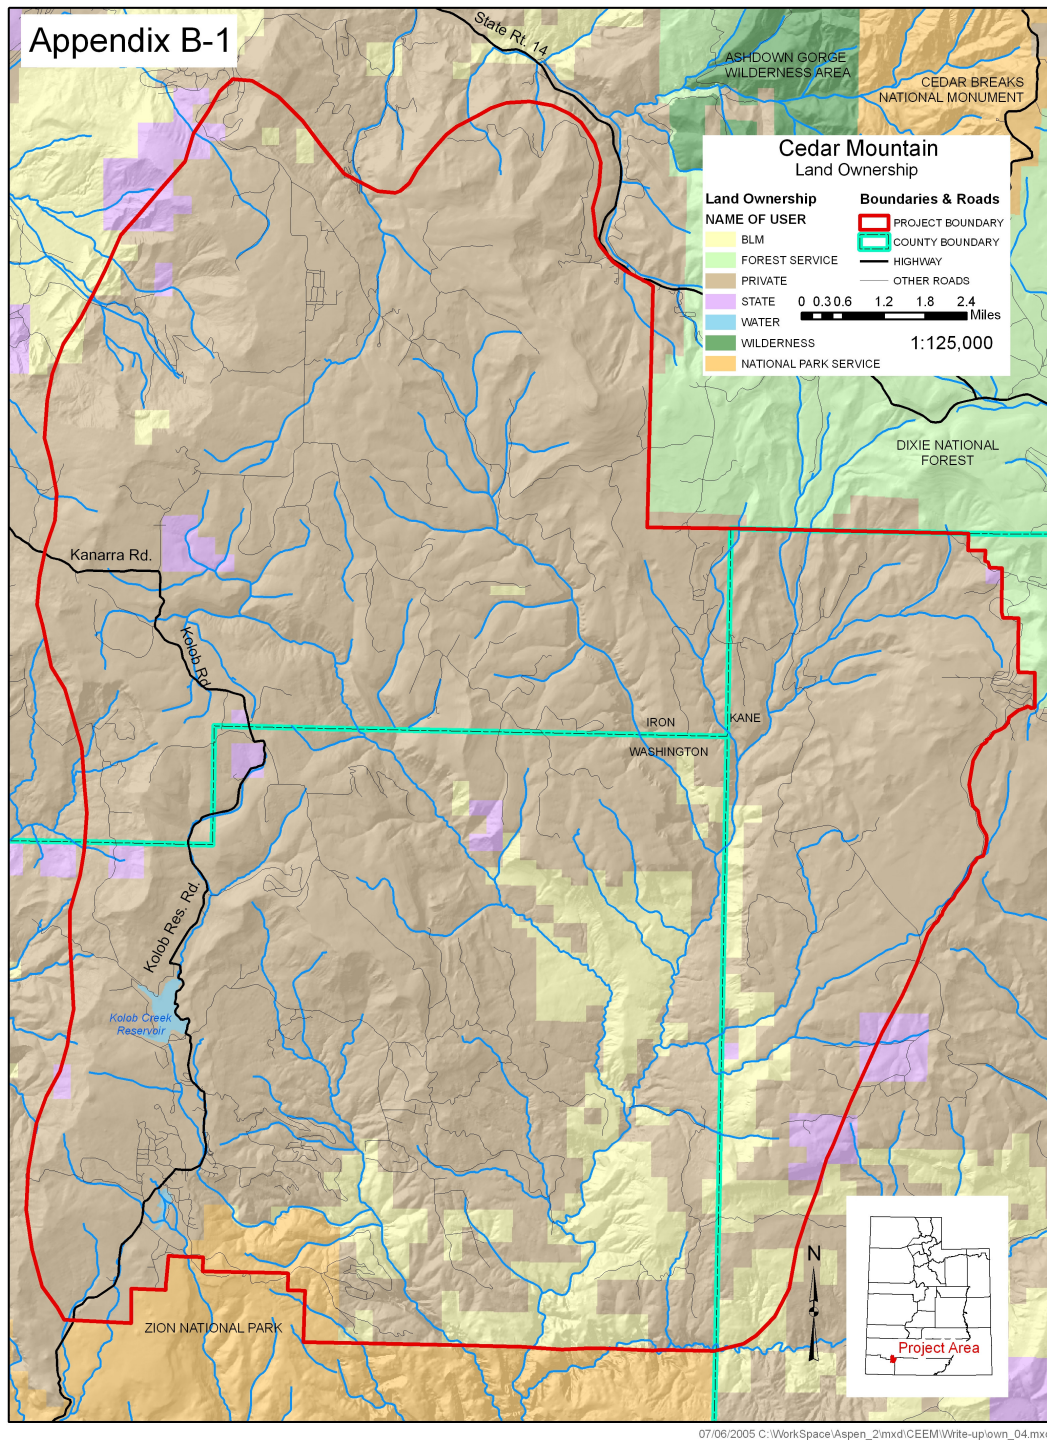 Appendix B-1
State Rt. 14
ASHDOWN GORGE
WILDERNESS AREA
CEDAR BREAKS
NATIONAL MONUMENT
Cedar Mountain
Land Ownership
Land Ownership
NAME OF USER
BLM
FOREST SERVICE
PRIVATE
STATE
WATER
WILDERNESS
NATIONAL PARK SERVICE
Boundaries & Roads
PROJECT BOUNDARY
COUNTY BOUNDARY
HIGHWAY
OTHER ROADS
0 0.3 0.6 1.2 1.8 2.4
Miles
1:125,000
DIXIE NATIONAL
FOREST
Kanarra Rd.
Kolob Rd.
IRON
KANE
WASHINGTON
Kolob Res. Rd.
Kolob Creek
Reservoir
ZION NATIONAL PARK
N
Project Area
07/06/2005 C:\WorkSpace\Aspen_2\mxd\CEEM\Write-up\own_04.mx